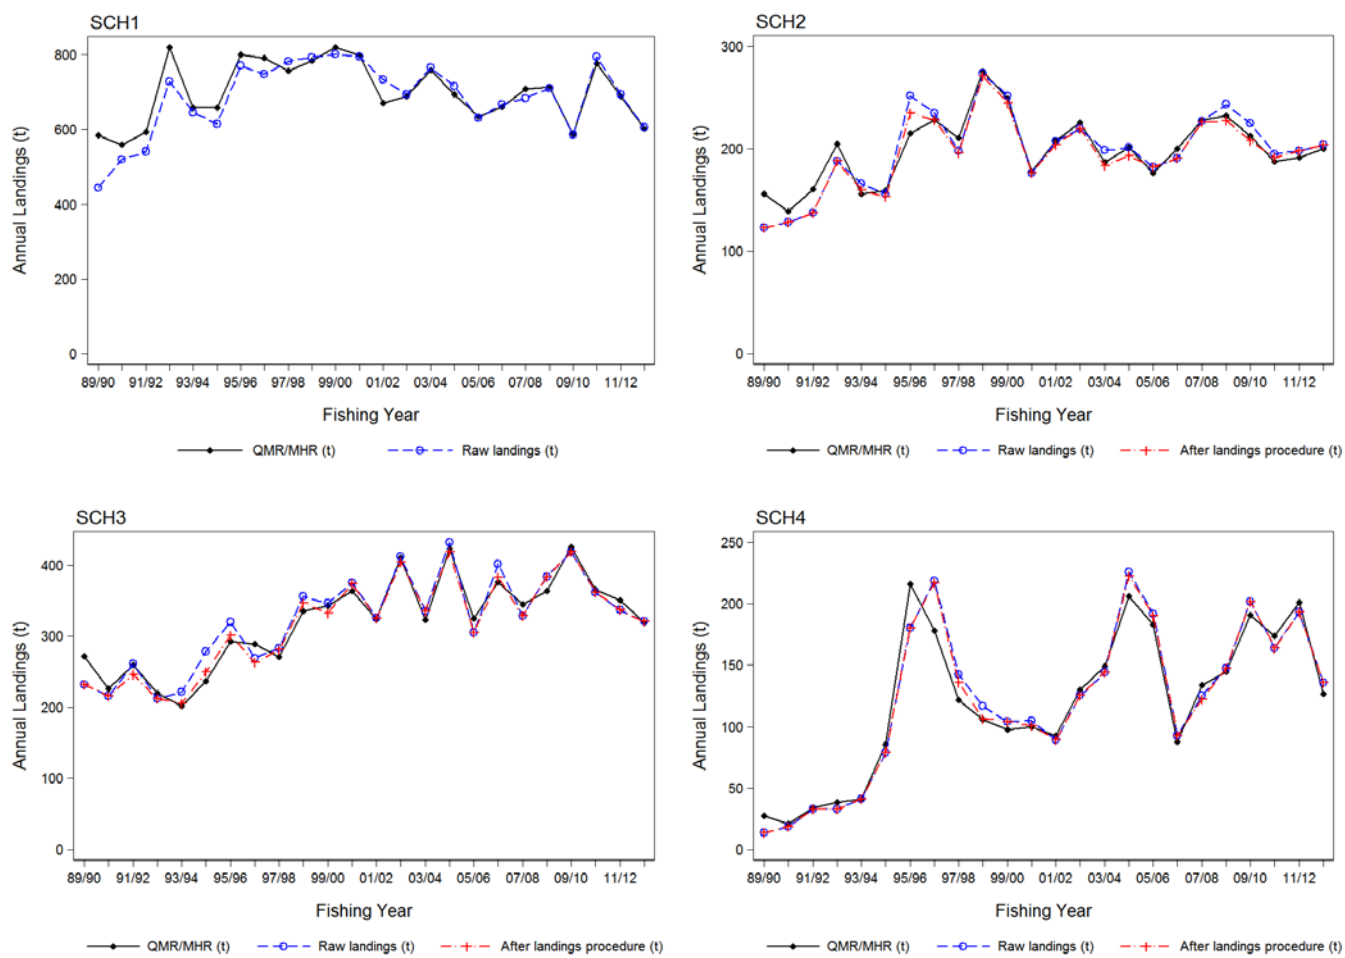 SCH1
800
600
400
200
0
Annual Landings (t)
89/90 91/92 93/94 95/96 97/98 99/00 01/02 03/04 05/06 07/08 09/10 11/12
Fishing Year
QMR/MHR (t) Raw landings (t)
SCH2
300
200
100
0
Annual Landings (t)
89/90 91/92 93/94 95/96 97/98 99/00 01/02 03/04 05/06 07/08 09/10 11/12
Fishing Year
QMR/MHR (t) Raw landings (t) After landings procedure (t)
SCH3
400
300
200
100
0
Annual Landings (t)
89/90 91/92 93/94 95/96 97/98 99/00 01/02 03/04 05/06 07/08 09/10 11/12
Fishing Year
QMR/MHR (t) Raw landings (t) After landings procedure (t)
SCH4
250
200
150
100
50
0
Annual Landings (t)
89/90 91/92 93/94 95/96 97/98 99/00 01/02 03/04 05/06 07/08 09/10 11/12
Fishing Year
QMR/MHR (t) Raw landings (t) After landings procedure (t)